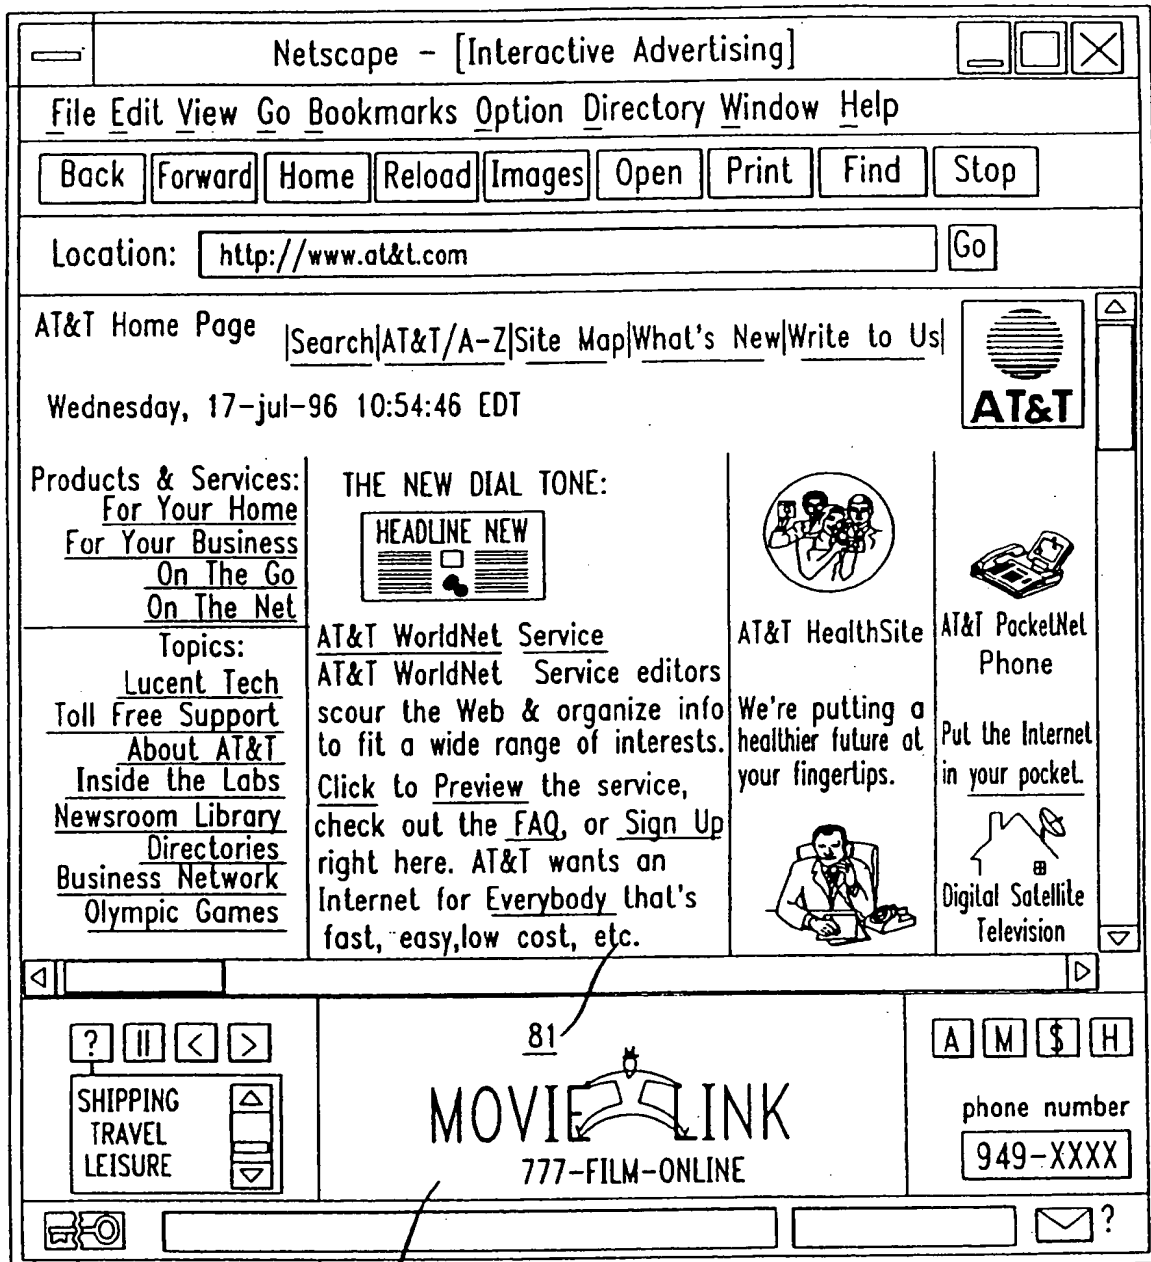 Netscape - [Interactive Advertising]
File Edit View Go Bookmarks Option Directory Window Help
Back Forward Home Reload Images Open Print Find Stop
Location: http://www.at&t.com Go
AT&T Home Page |Search|AT&T/A-Z|Site Map|What's New|Write to Us|
AT&T
Wednesday, 17-jul-96 10:54:46 EDT
Products & Services:
For Your Home
For Your Business
On The Go
On The Net
Topics:
Lucent Tech
Toll Free Support
About AT&T
Inside the Labs
Newsroom Library
Directories
Business Network
Olympic Games
THE NEW DIAL TONE:
HEADLINE NEW
AT&T WorldNet Service
AT&T WorldNet Service editors
scour the Web & organize info
to fit a wide range of interests.
Click to Preview the service,
check out the FAQ, or Sign Up
right here. AT&T wants an
Internet for Everybody that's
fast, easy,low cost, etc.
AT&T HealthSite
We're putting a
healthier future at
your fingertips.
AT&T PacketNet
Phone
Put the Internet
in your pocket.
Digital Satellite
Television
? || < >
SHIPPING
TRAVEL
LEISURE
81
MOVIE LINK
777-FILM-ONLINE
A M $ H
phone number
949-XXXX
?